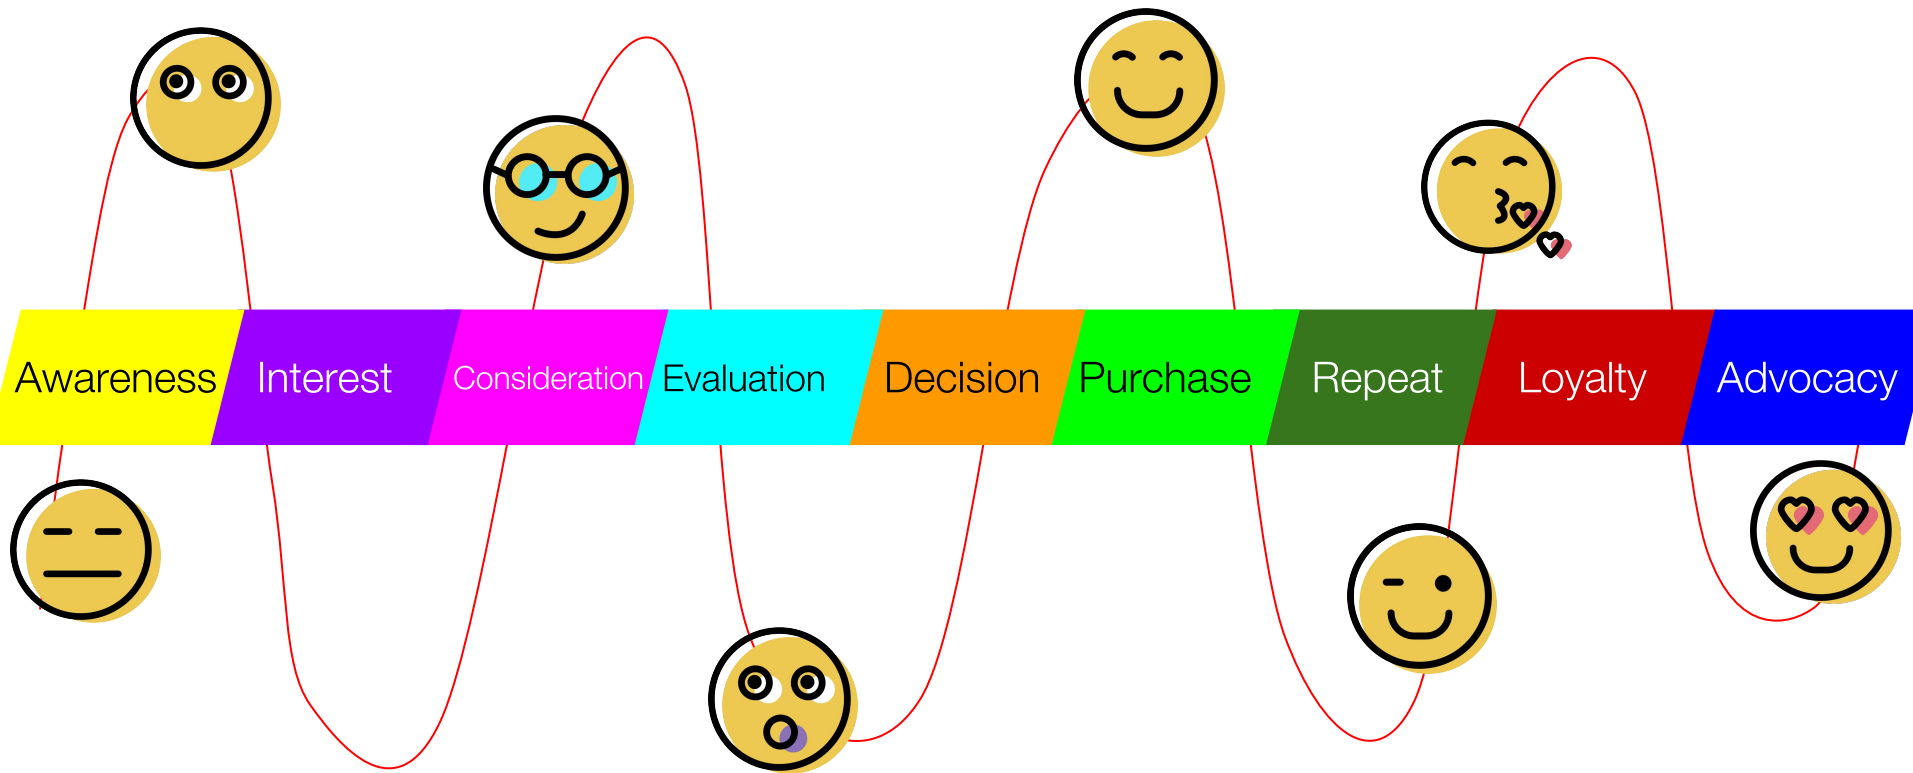 Awareness
Interest
Consideration
Evaluation
Decision
Purchase
Repeat
Loyalty
Advocacy